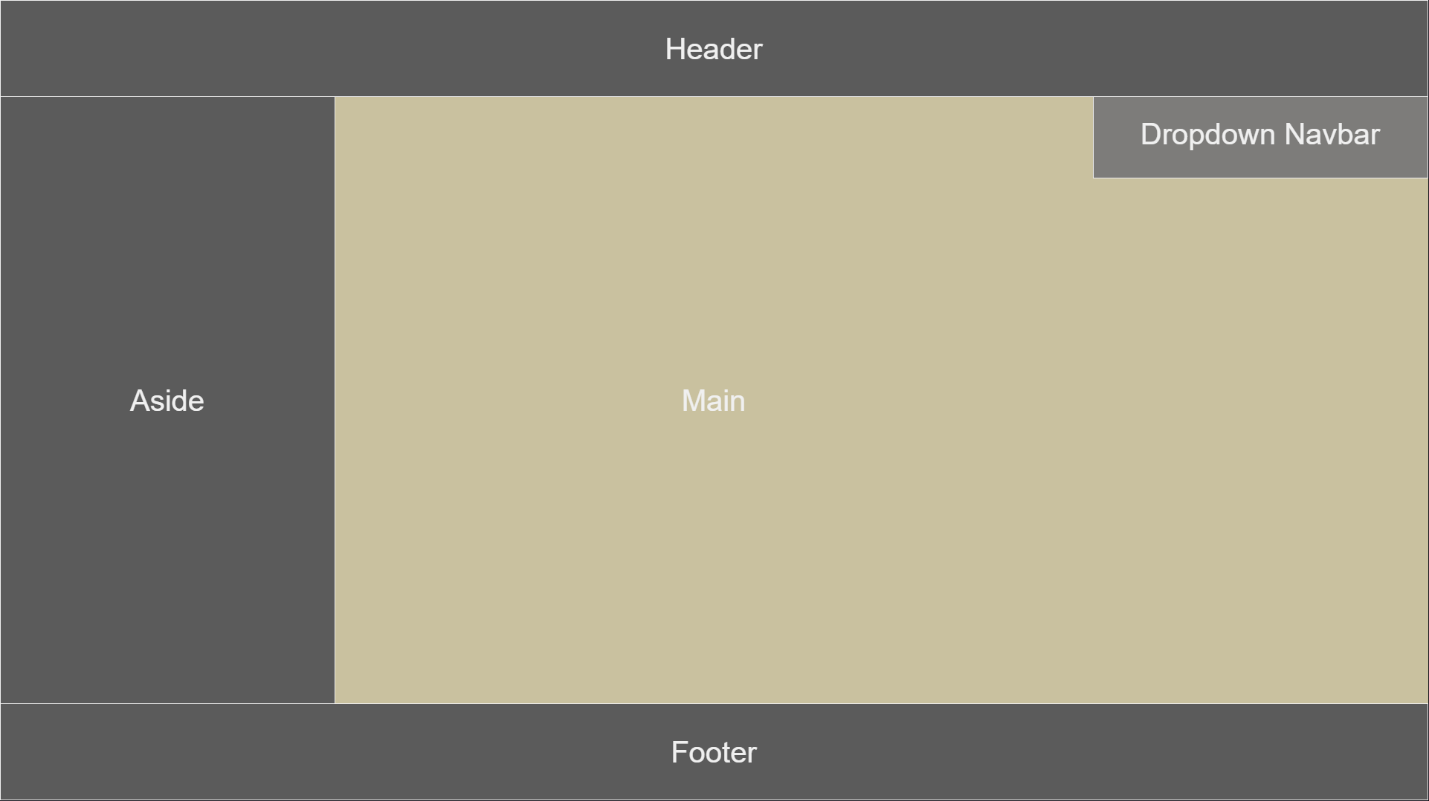 Header
Dropdown Navbar
Aside
Main
Footer